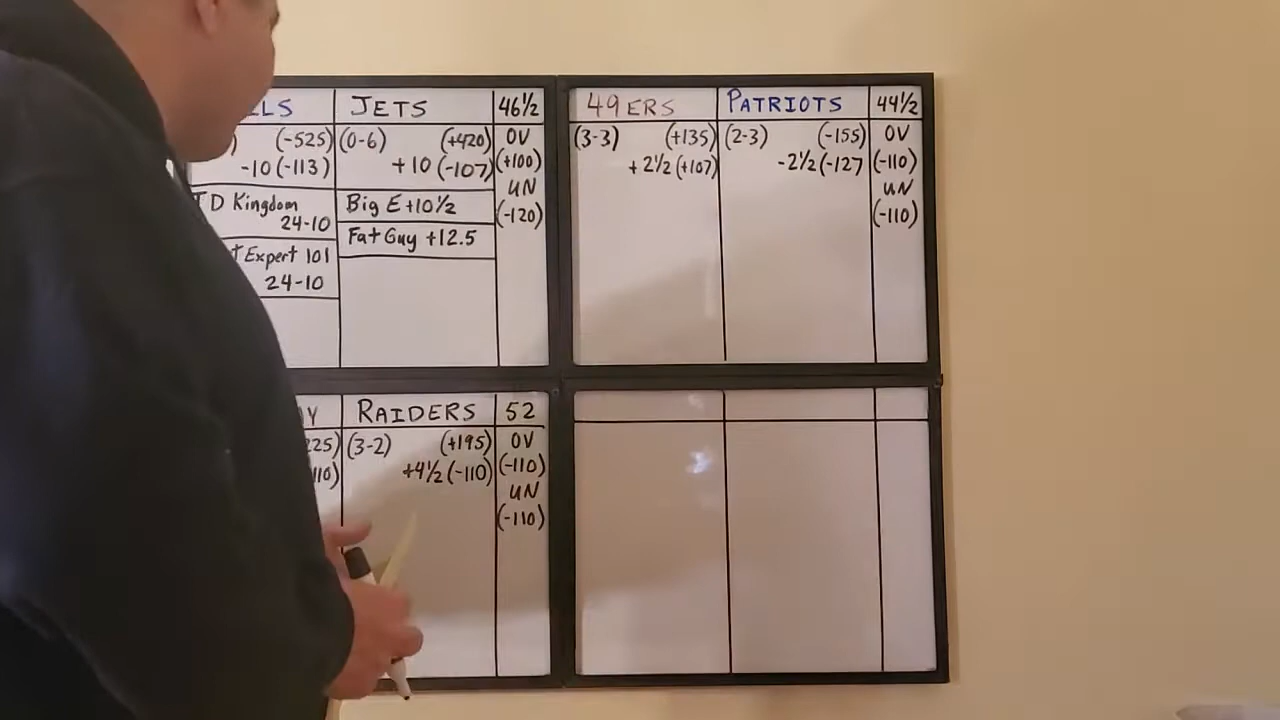 LS JETS 46½
(-525) (0-6) (+420) OV
-10 (-113) +10 (-107) (+100)
UN
(-120)
TD Kingdom
24-10
Big E +10½
Fat Guy +12.5
Expert 101
24-10
49ERS PATRIOTS 44½
(3-3) (+135) (2-3) (-155) OV
+2½ (+107) -2½ (-127 (-110)
UN
(-110)
Y RAIDERS 52
225) (3-2) (+195) OV
110) +4½ (-110) (-110)
UN
(-110)